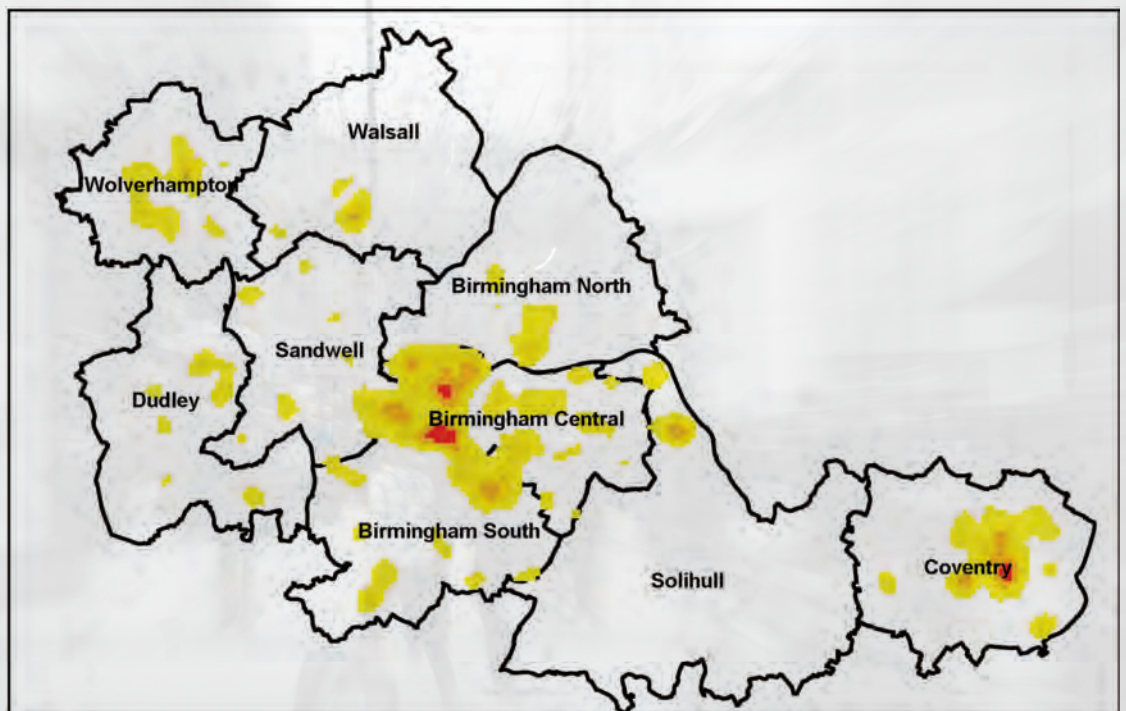 Walsall
Wolverhampton
Birmingham North
Sandwell
Dudley
Birmingham Central
Birmingham South
Solihull
Coventry